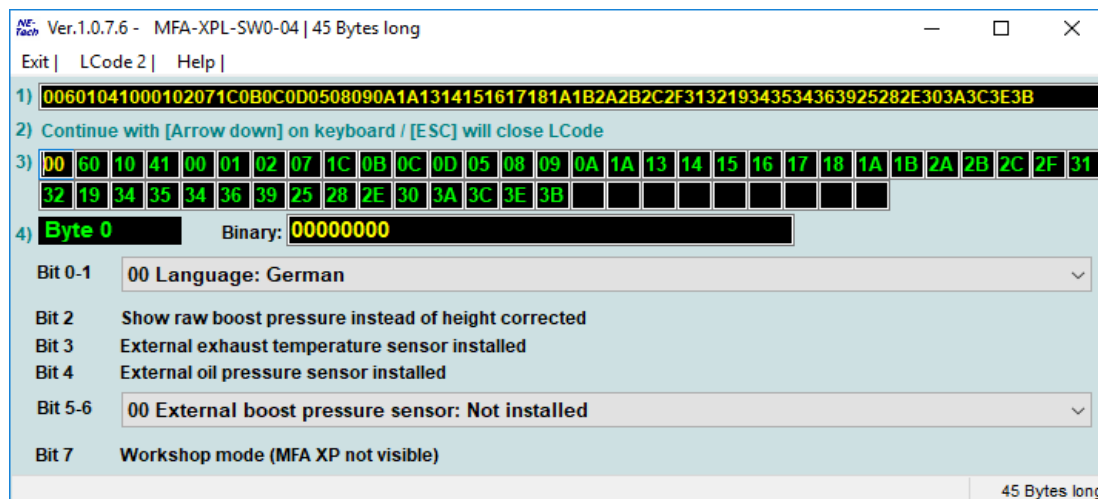 NE-Tech Ver.1.0.7.6 - MFA-XPL-SW0-04 | 45 Bytes long
Exit | LCode 2 | Help |
1) 00601041000102071C0B0C0D0508090A1A1314151617181A1B2A2B2C2F313219343534363925282E303A3C3E3B
2) Continue with [Arrow down] on keyboard / [ESC] will close LCode
3) 00 60 10 41 00 01 02 07 1C 0B 0C 0D 05 08 09 0A 1A 13 14 15 16 17 18 1A 1B 2A 2B 2C 2F 31
32 19 34 35 34 36 39 25 28 2E 30 3A 3C 3E 3B
4) Byte 0 Binary: 00000000
Bit 0-1 00 Language: German
Bit 2 Show raw boost pressure instead of height corrected
Bit 3 External exhaust temperature sensor installed
Bit 4 External oil pressure sensor installed
Bit 5-6 00 External boost pressure sensor: Not installed
Bit 7 Workshop mode (MFA XP not visible)
45 Bytes long